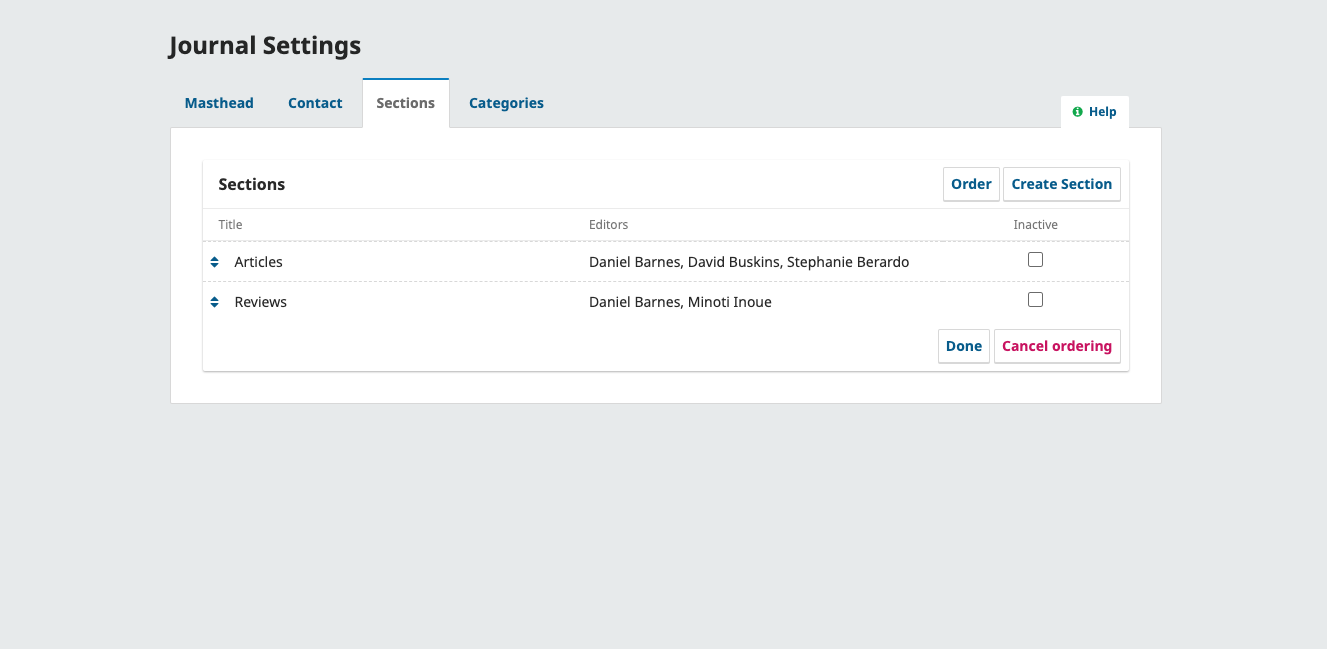 Journal Settings
Masthead Contact Sections Categories
Help
Sections Order Create Section
Title Editors Inactive
Articles Daniel Barnes, David Buskins, Stephanie Berardo
Reviews Daniel Barnes, Minoti Inoue
Done Cancel ordering